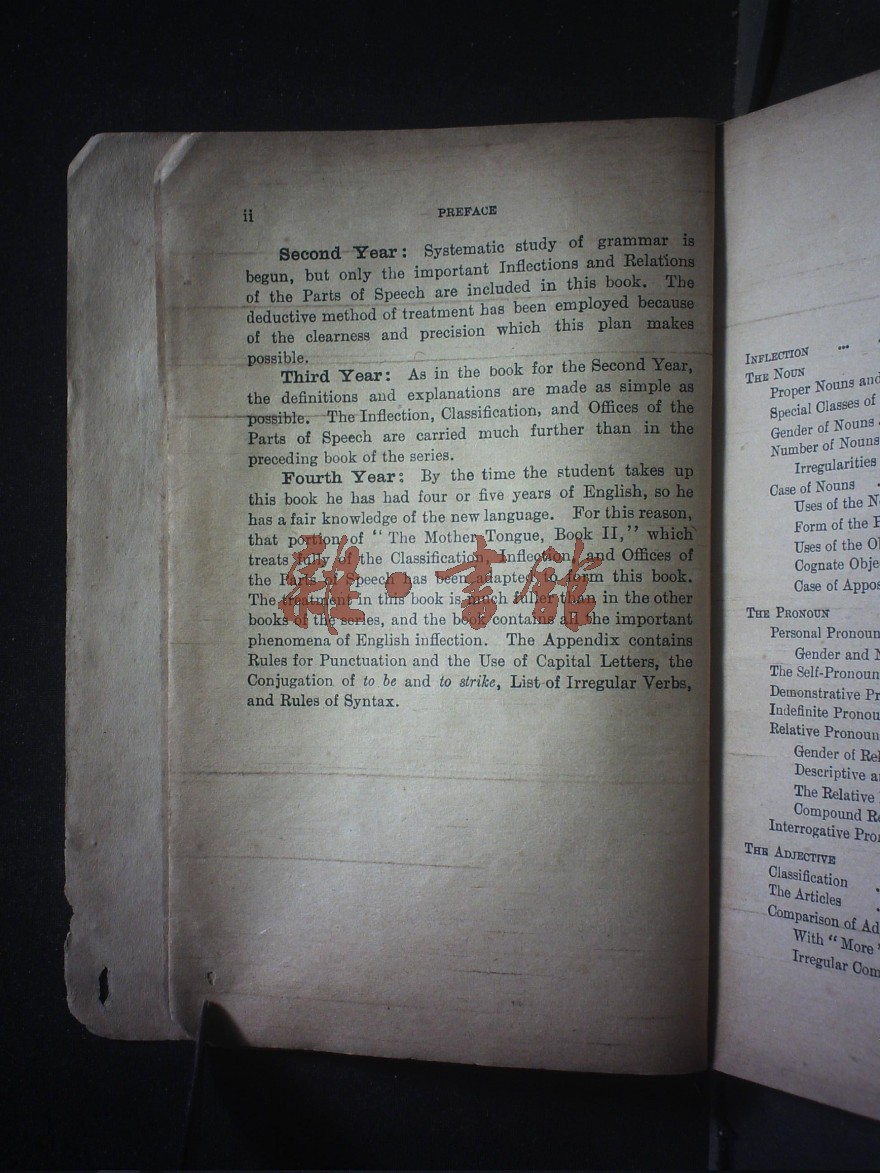 ii
PREFACE
Second Year: Systematic study of grammar is
begun, but only the important Inflections and Relations
of the Parts of Speech are included in this book. The
deductive method of treatment has been employed because
of the clearness and precision which this plan makes
possible.
Third Year: As in the book for the Second Year,
the definitions and explanations are made as simple as
possible. The Inflection, Classification, and Offices of the
Parts of Speech are carried much further than in the
preceding book of the series.
Fourth Year: By the time the student takes up
this book he has had four or five years of English, so he
has a fair knowledge of the new language. For this reason,
that portion of "The Mother Tongue, Book II," which
treats fully of the Classification, Inflection, and Offices of
the Parts of Speech has been adapted to form this book.
The treatment in this book is much fuller than in the other
books of the series, and the book contains all the important
phenomena of English inflection. The Appendix contains
Rules for Punctuation and the Use of Capital Letters, the
Conjugation of to be and to strike, List of Irregular Verbs,
and Rules of Syntax.
雜·書館
INFLECTION ...
THE NOUN
Proper Nouns and
Special Classes of
Gender of Nouns
Number of Nouns
Irregularities
Case of Nouns
Uses of the
Form of the
Uses of the
Cognate
Case of
THE PRONOUN
Personal
Gender and
The
Demonstrative
Indefinite
Relative
Gender of
Descriptive
The Relative
Compound
Interrogative
THE ADJECTIVE
Classification
The Articles
Comparison of
With "More"
Irregular